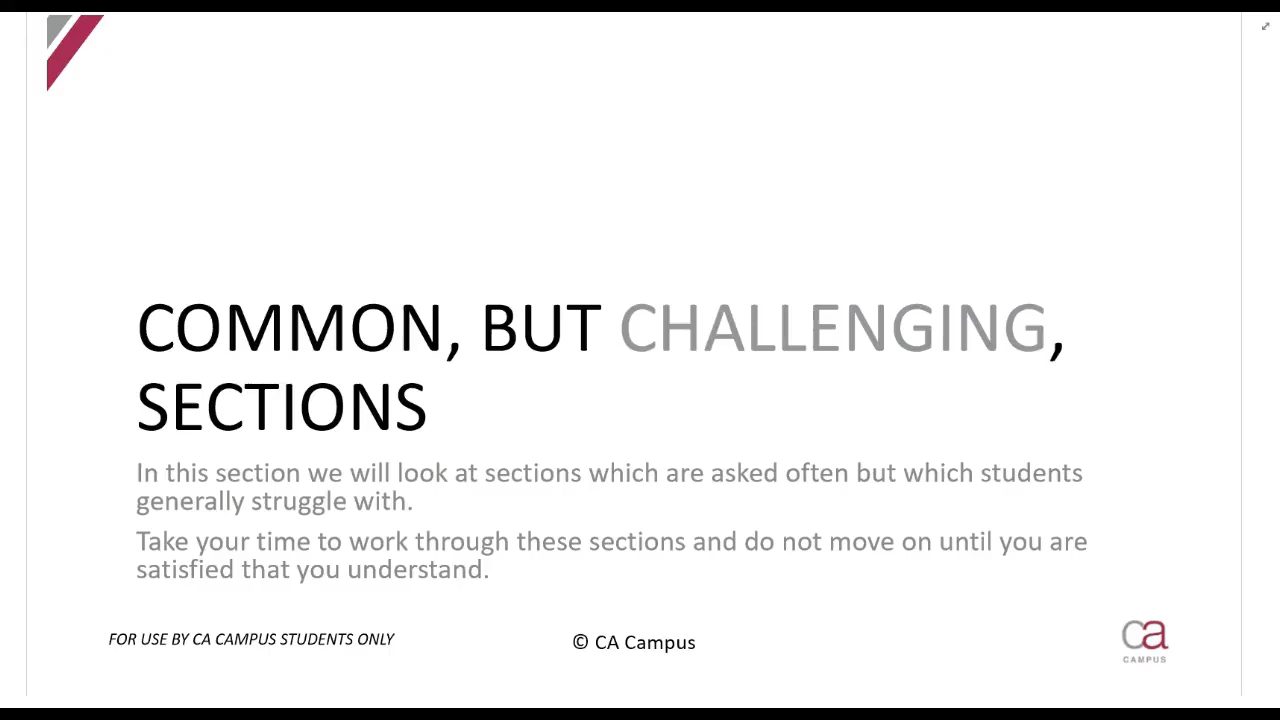 COMMON, BUT CHALLENGING,
SECTIONS
In this section we will look at sections which are asked often but which students
generally struggle with.
Take your time to work through these sections and do not move on until you are
satisfied that you understand.
FOR USE BY CA CAMPUS STUDENTS ONLY
© CA Campus
ca
CAMPUS